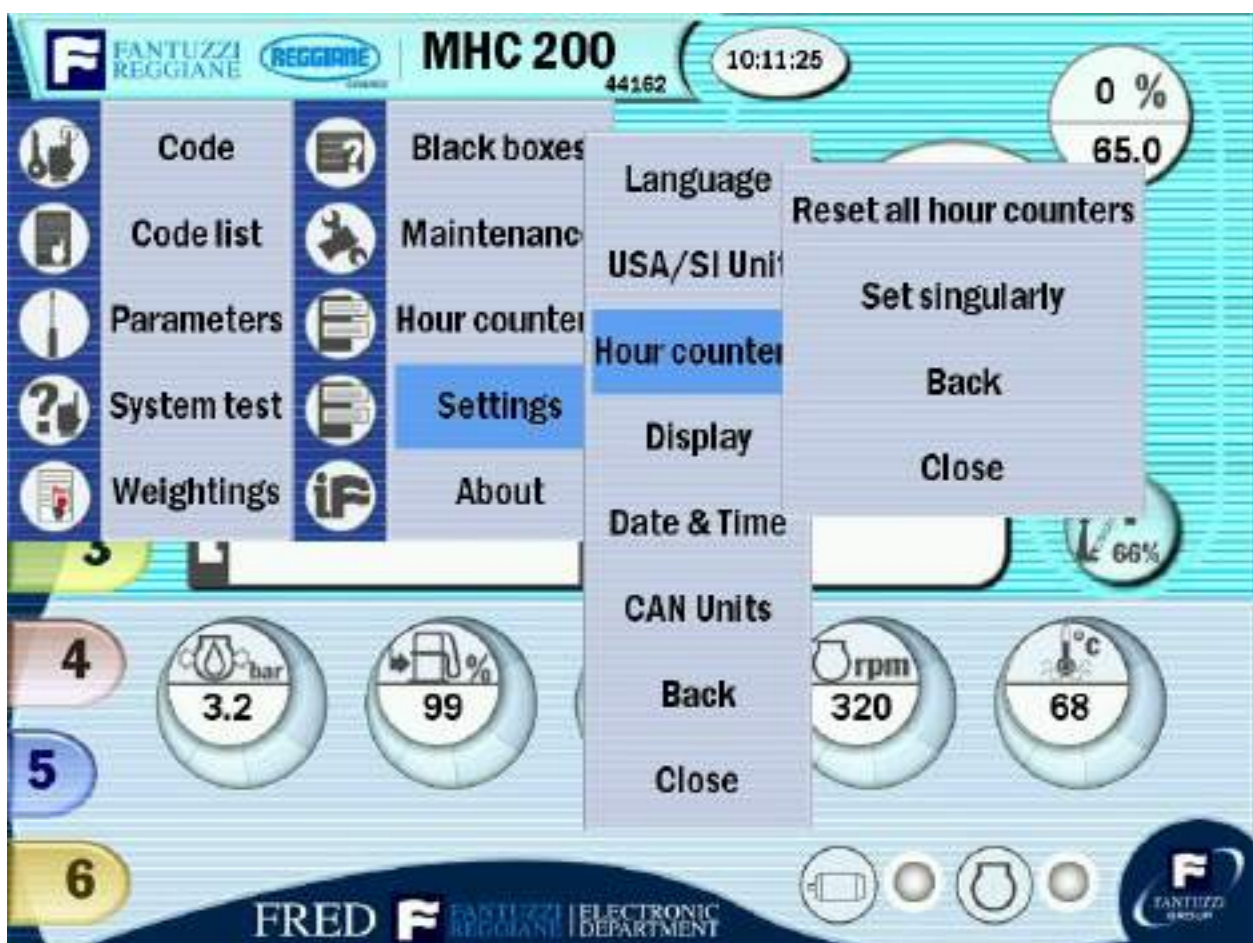 FANTUZZI
REGGIANE
REGGIANE
MHC 200
44162
10:11:25
0 %
65.0
Code
Code list
Parameters
System test
Weightings
Black boxes
Maintenanc
Hour counter
Settings
About
Language
USA/SI Unit
Hour counter
Display
Date & Time
CAN Units
Back
Close
Reset all hour counters
Set singularly
Back
Close
66%
3
4
5
6
bar
3.2
%
99
rpm
320
°C
68
FRED
FANTUZZI
REGGIANE
ELECTRONIC
DEPARTMENT
FANTUZZI
GROUP